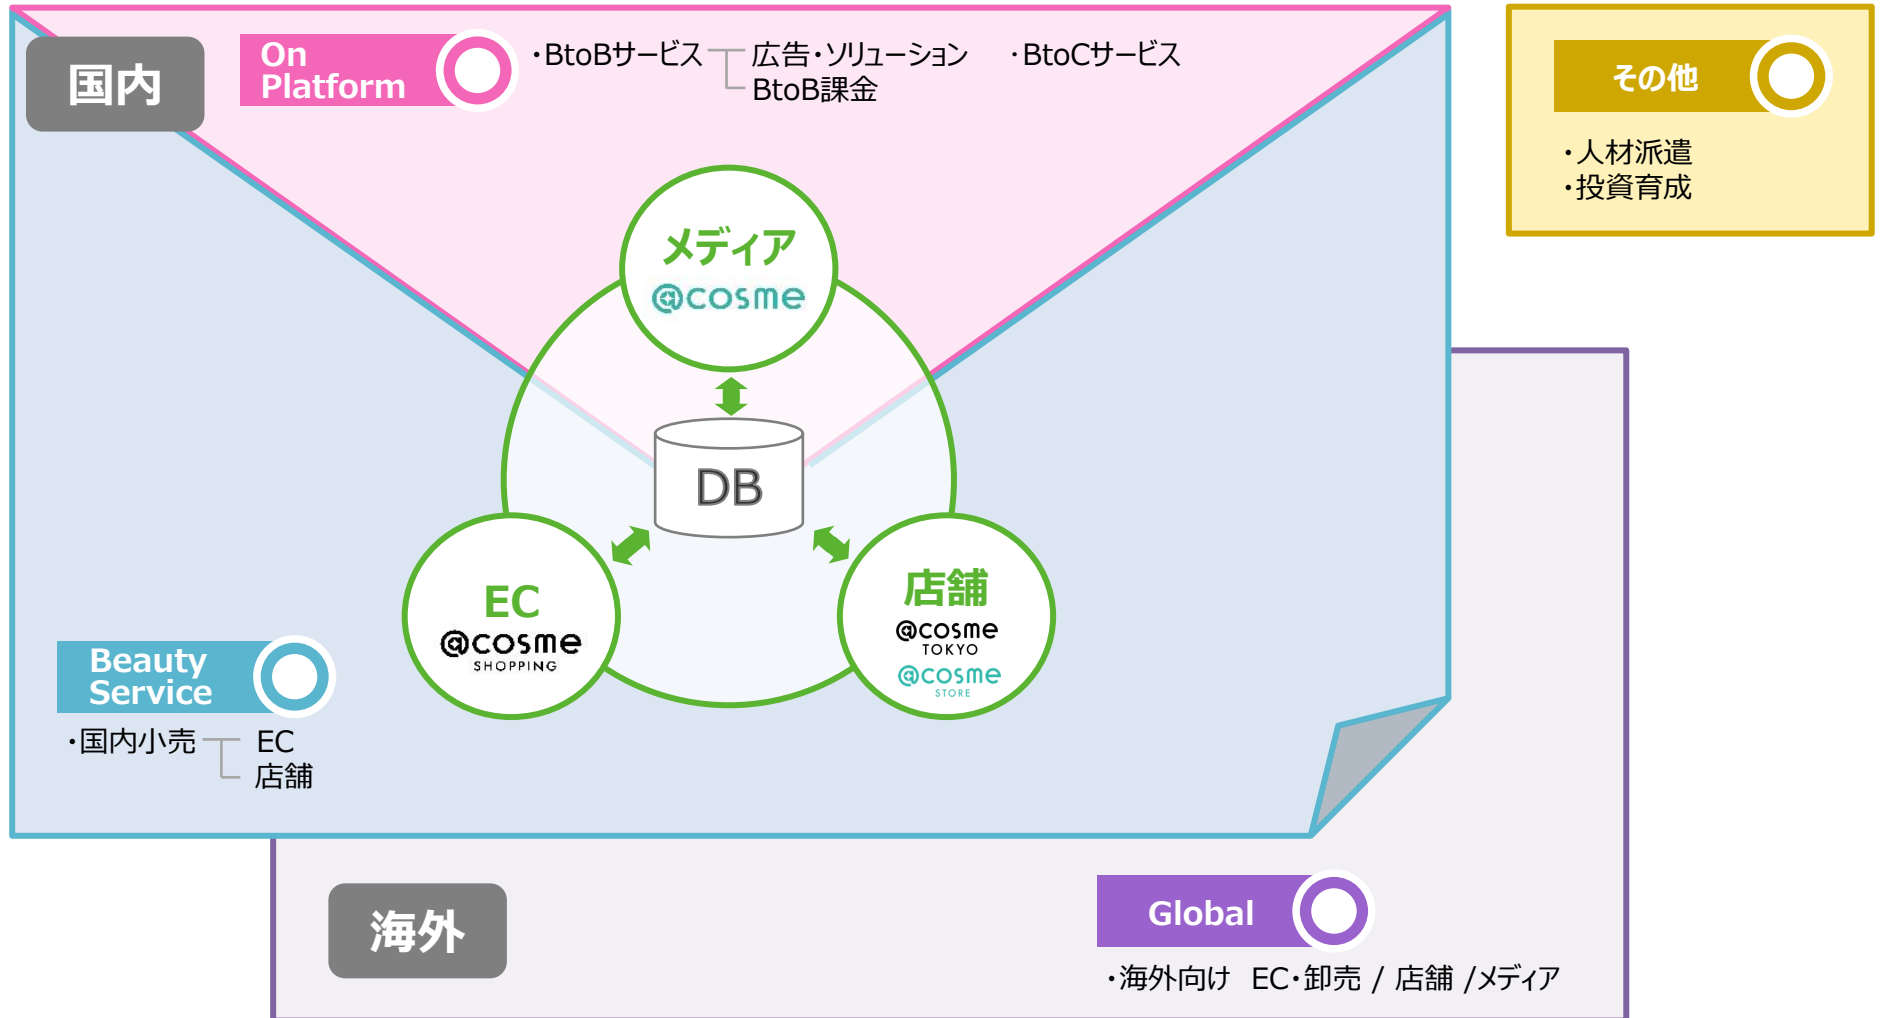 国内
On
Platform
・BtoBサービス 広告・ソリューション ・BtoCサービス
BtoB課金
その他
・人材派遣
・投資育成
メディア
@cosme
DB
EC
@cosme
SHOPPING
店舗
@cosme
TOKYO
@cosme
STORE
Beauty
Service
・国内小売 EC
店舗
海外
Global
・海外向け EC・卸売 / 店舗 /メディア